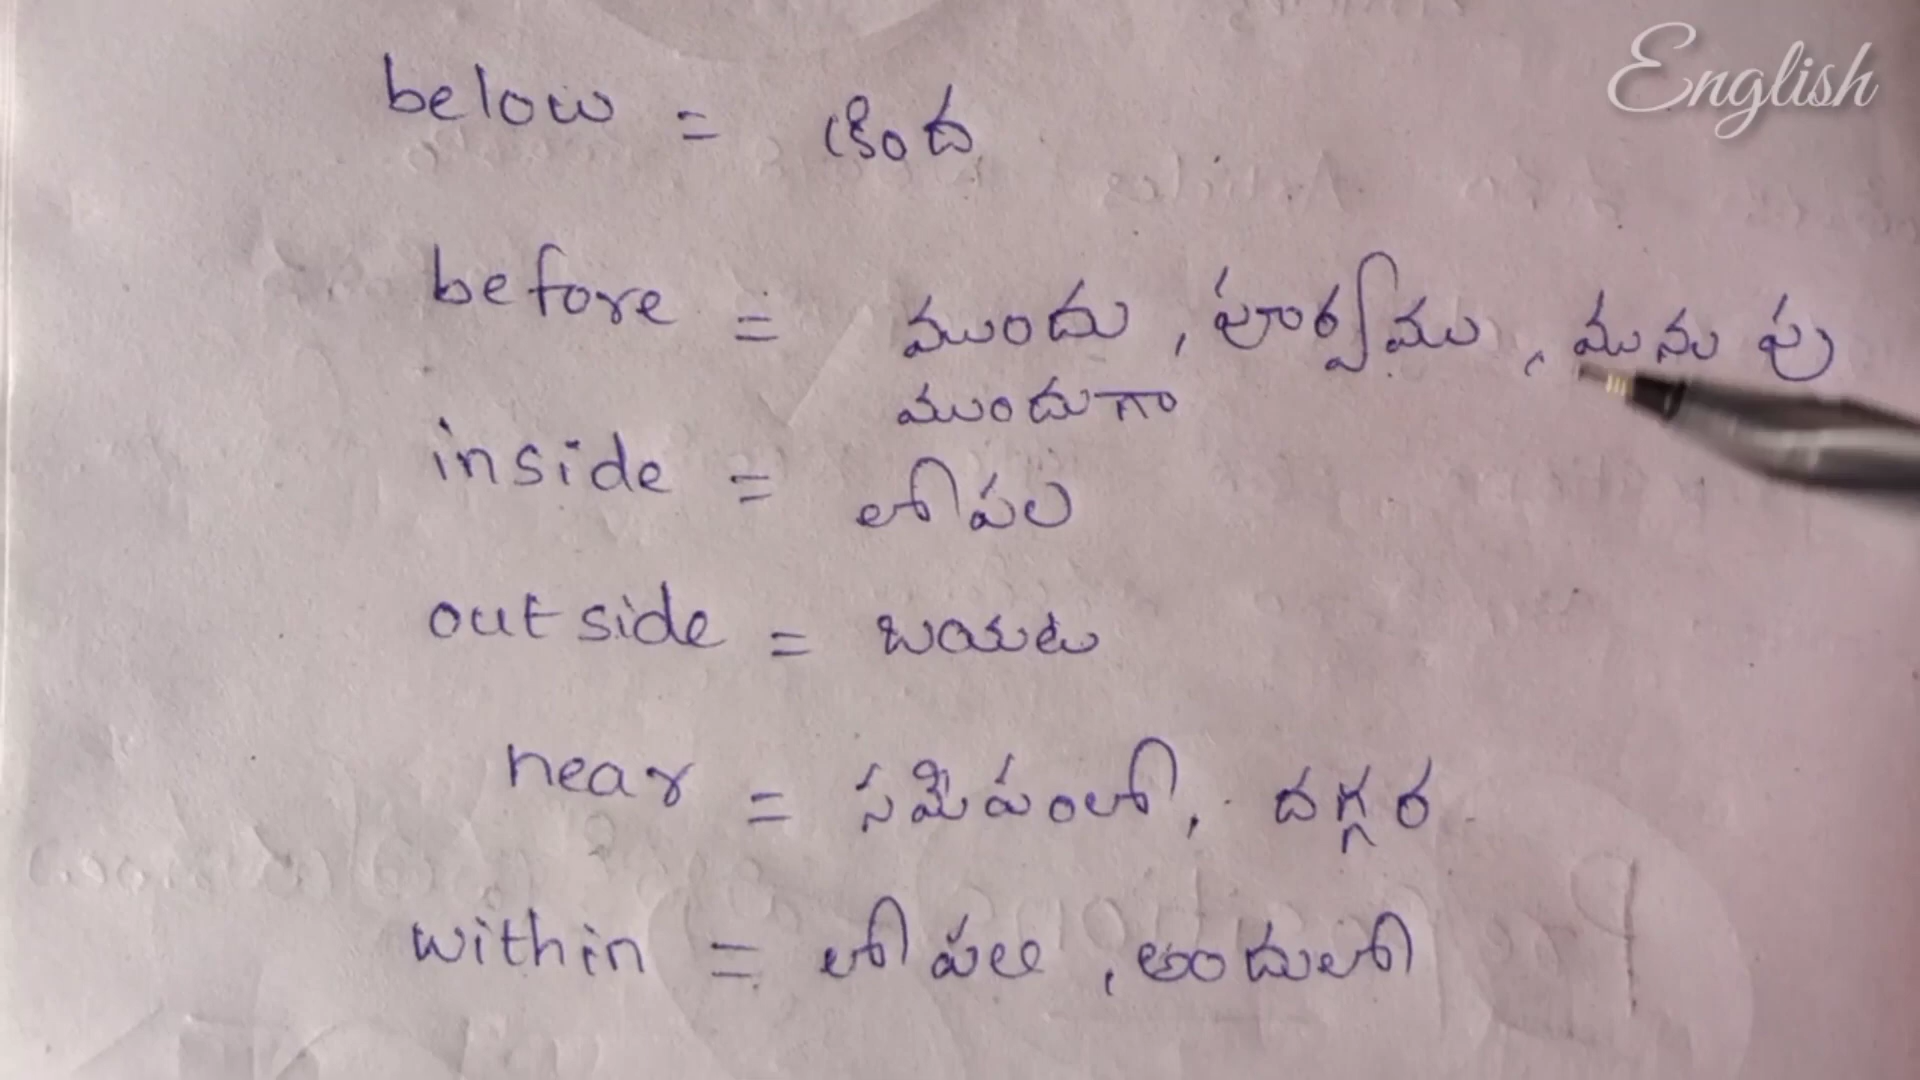 English
below = క్రింద
before = ముందు, పూర్వము, మునుపు
ముందుగా
inside = లోపల
outside = బయట
near = సమీపంలో, దగ్గర
within = లోపల, అందులో